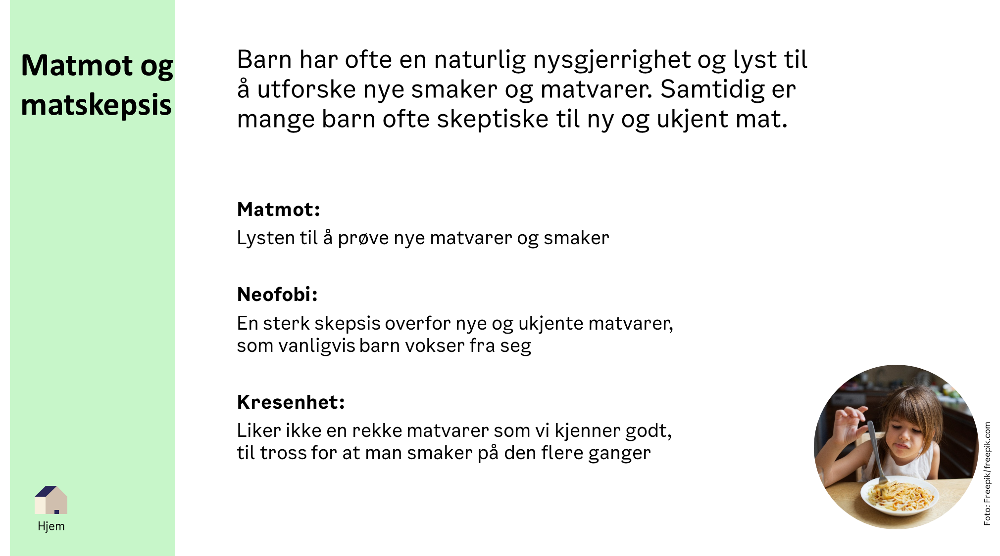 Matmot og
matskepsis
Barn har ofte en naturlig nysgjerrighet og lyst til
å utforske nye smaker og matvarer. Samtidig er
mange barn ofte skeptiske til ny og ukjent mat.
Matmot:
Lysten til å prøve nye matvarer og smaker
Neofobi:
En sterk skepsis overfor nye og ukjente matvarer,
som vanligvis barn vokser fra seg
Kresenhet:
Liker ikke en rekke matvarer som vi kjenner godt,
til tross for at man smaker på den flere ganger
Hjem
Foto: Freepik/freepik.com